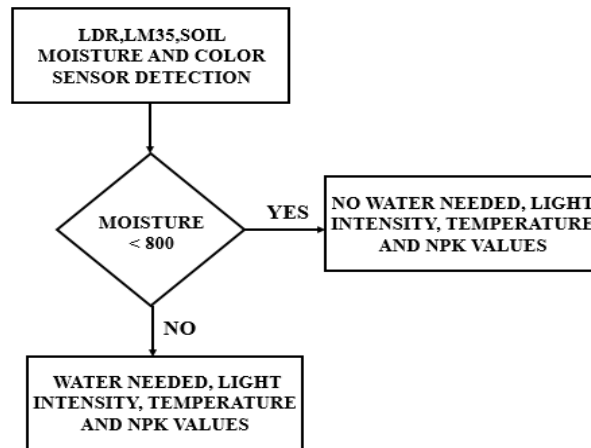 LDR,LM35,SOIL
MOISTURE AND COLOR
SENSOR DETECTION
MOISTURE
< 800
YES
NO WATER NEEDED, LIGHT
INTENSITY, TEMPERATURE
AND NPK VALUES
NO
WATER NEEDED, LIGHT
INTENSITY, TEMPERATURE
AND NPK VALUES